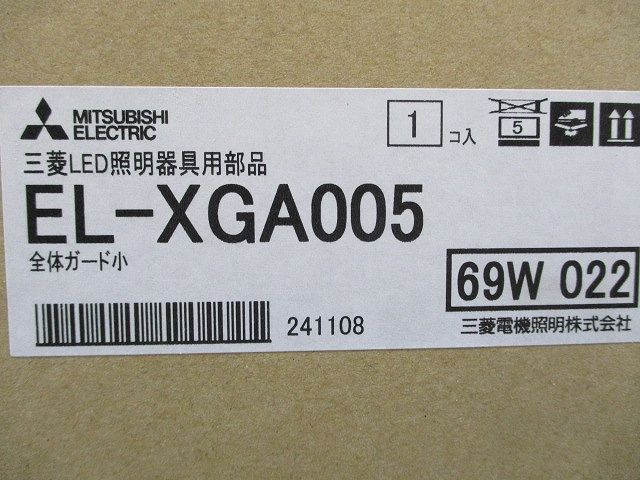 MITSUBISHI
ELECTRIC
1 コ入
5
三菱LED照明器具用部品
EL-XGA005
全体ガード小
69W 022
241108
三菱電機照明株式会社